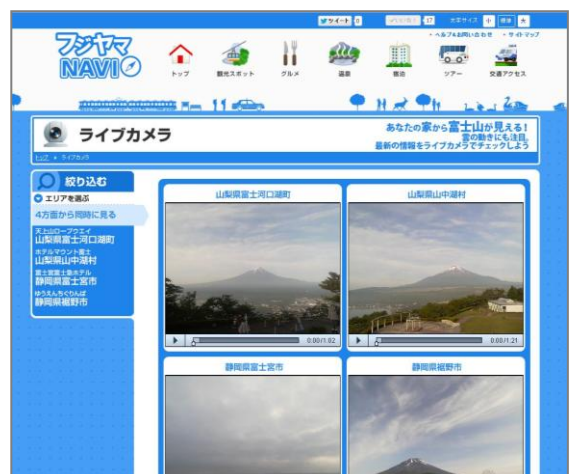 ツイート 0
17 文字サイズ 小 標準 大
・ヘルプ&お問い合わせ ・サイトマップ
フジヤマ
NAVI
トップ 観光スポット グルメ 温泉 宿泊 ツアー 交通アクセス
ライブカメラ
あなたの家から富士山が見える!
雲の動きにも注目。
最新の情報をライブカメラでチェックしよう
トップ ▸ ライブカメラ
絞り込む
エリアを選ぶ
4方面から同時に見る
天上山ロープウエイ
山梨県富士河口湖町
ホテルマウント富士
山梨県山中湖村
富士宮富士急ホテル
静岡県富士宮市
ゆうえんちぐりんぱ
静岡県裾野市
山梨県富士河口湖町
山梨県山中湖村
0:00/1:02
0:00/1:21
静岡県富士宮市
静岡県裾野市